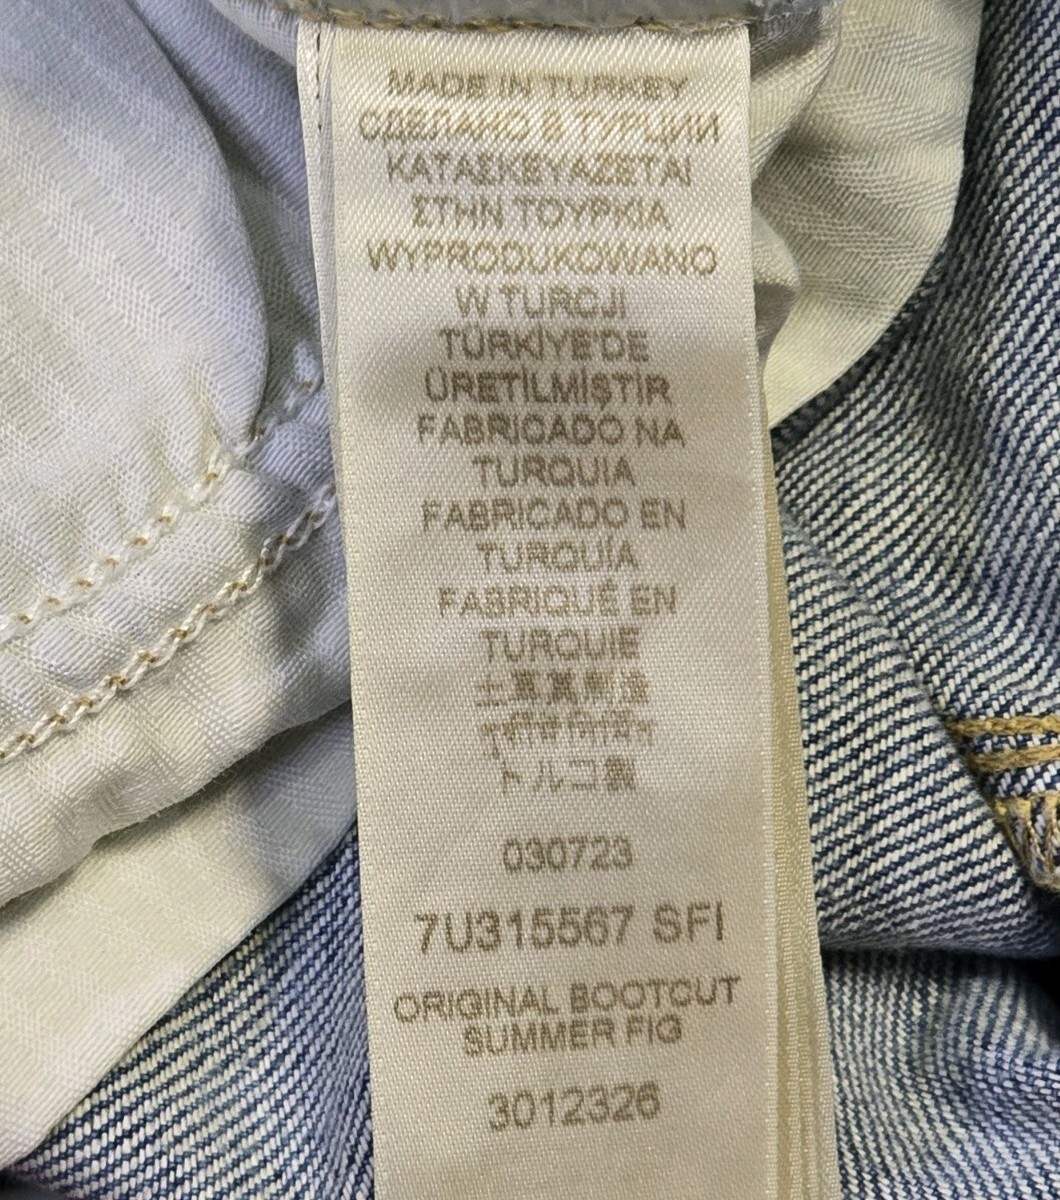 MADE IN TURKEY
СДЕЛАНО В ТУРЦИИ
ΚΑΤΑΣΚΕΥΑΖΕΤΑΙ
ΣΤΗΝ ΤΟΥΡΚΙΑ
WYPRODUKOWANO
W TURCJI
TÜRKİYE'DE
ÜRETİLMİŞTİR
FABRICADO NA
TURQUIA
FABRICADO EN
TURQUÍA
FABRIQUÉ EN
TURQUIE
トルコ製
030723
7U315567 SFI
ORIGINAL BOOTCUT
SUMMER FIG
3012326